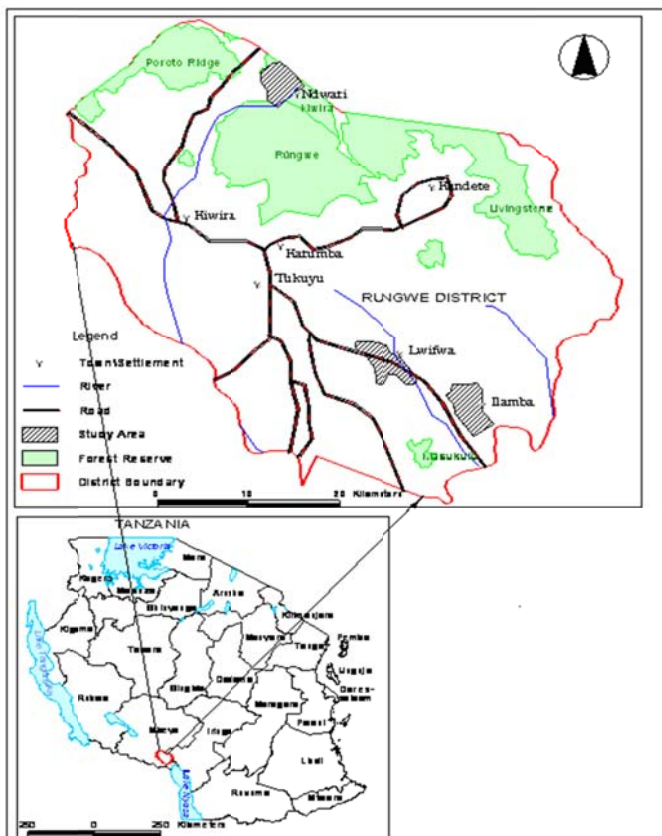 Poroto Ridge
Ndwati
kiwira
Rungwe
Kandete
Livingstone
Kiwira
Katumba
Tukuyu
RUNGWE DISTRICT
Legend
Town\Settlement
River
Road
Study Area
Forest Reserve
District Boundary
Lwifwa
Ilamba
0 10 20 Kilometers
TANZANIA
Lake Victoria
Mara
Kagera
Mwanza
Arusha
Shinyanga
Kilimanjaro
Kigoma
Manyara
Tanga
Pemba
Tabora
Unguja
Dodoma
Dar es-
salaam
Rukwa
Morogoro
Pwani
Mbeya
Iringa
Lindi
Lake Nyasa
Ruvuma
Mtwara
250 0 250 Kilometers